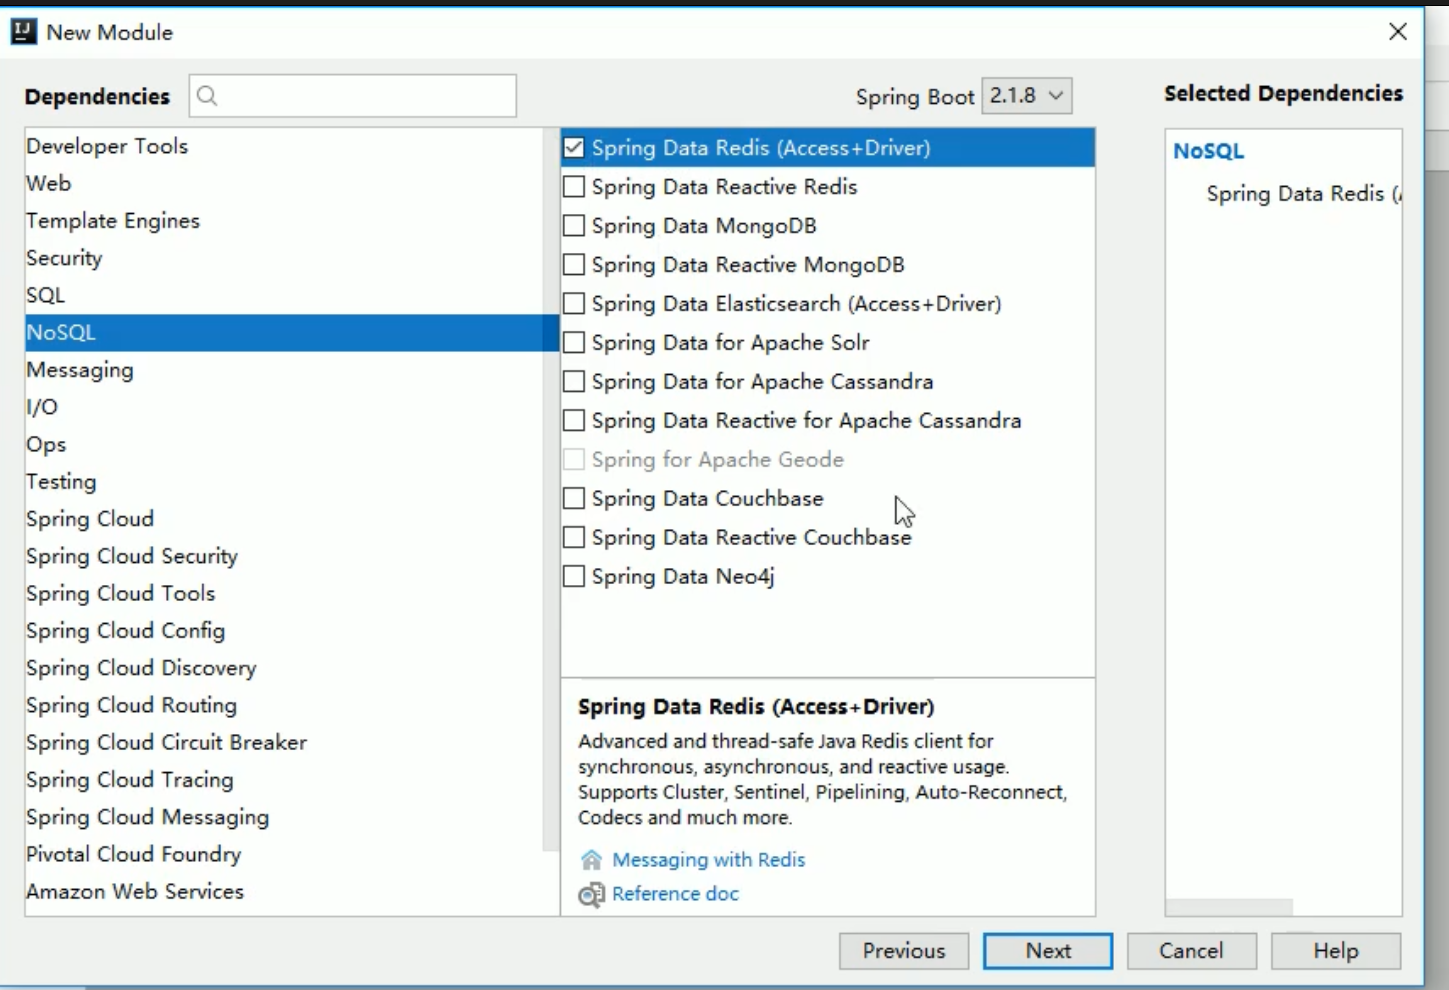 New Module
Dependencies
Spring Boot 2.1.8
Selected Dependencies
Developer Tools
Web
Template Engines
Security
SQL
NoSQL
Messaging
I/O
Ops
Testing
Spring Cloud
Spring Cloud Security
Spring Cloud Tools
Spring Cloud Config
Spring Cloud Discovery
Spring Cloud Routing
Spring Cloud Circuit Breaker
Spring Cloud Tracing
Spring Cloud Messaging
Pivotal Cloud Foundry
Amazon Web Services
Spring Data Redis (Access+Driver)
Spring Data Reactive Redis
Spring Data MongoDB
Spring Data Reactive MongoDB
Spring Data Elasticsearch (Access+Driver)
Spring Data for Apache Solr
Spring Data for Apache Cassandra
Spring Data Reactive for Apache Cassandra
Spring for Apache Geode
Spring Data Couchbase
Spring Data Reactive Couchbase
Spring Data Neo4j
Spring Data Redis (Access+Driver)
Advanced and thread-safe Java Redis client for
synchronous, asynchronous, and reactive usage.
Supports Cluster, Sentinel, Pipelining, Auto-Reconnect,
Codecs and much more.
Messaging with Redis
Reference doc
NoSQL
Spring Data Redis (
Previous
Next
Cancel
Help